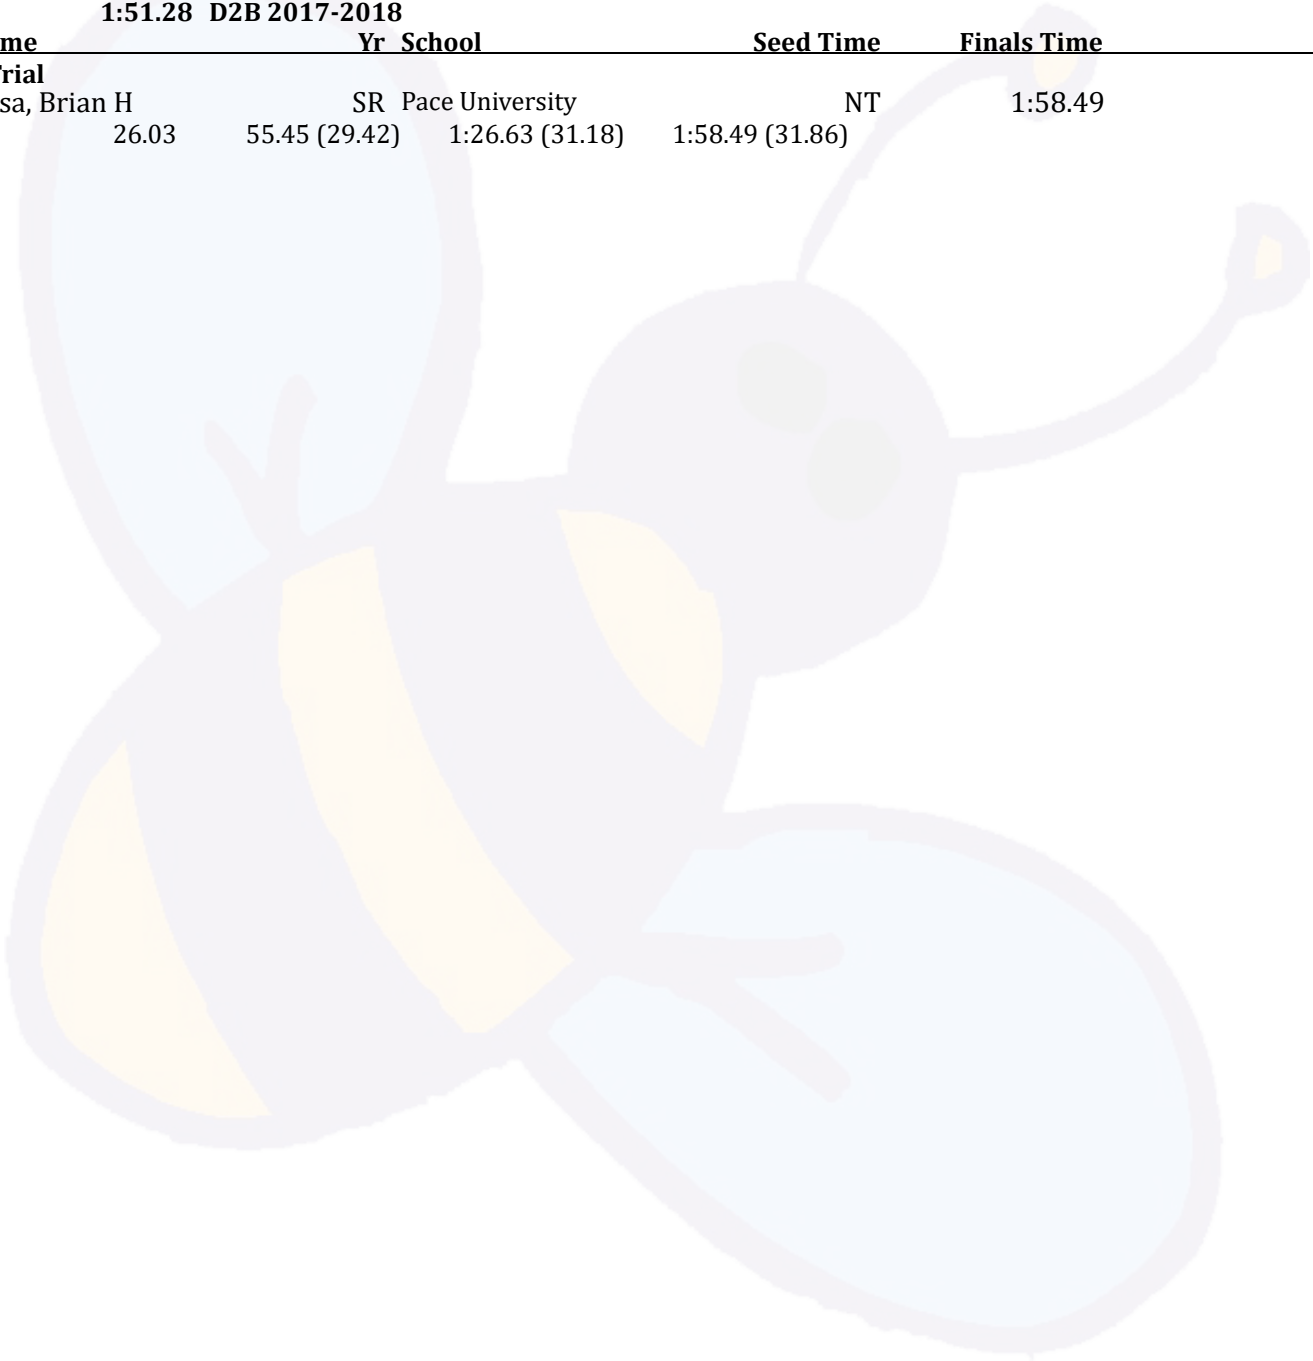 1:51.28 D2B 2017-2018
me Yr School Seed Time Finals Time
Trial
sa, Brian H SR Pace University NT 1:58.49
26.03 55.45 (29.42) 1:26.63 (31.18) 1:58.49 (31.86)